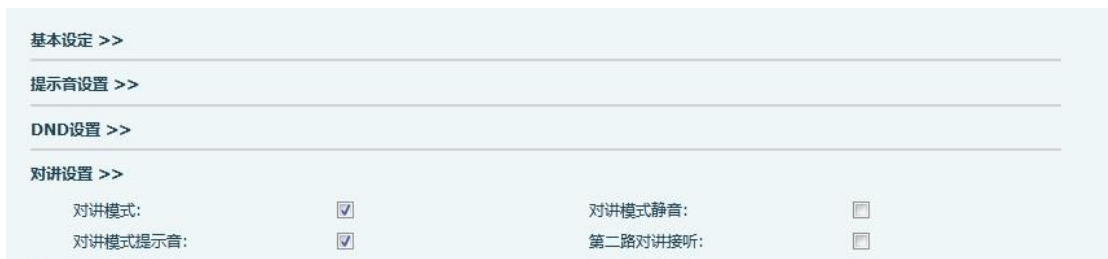 基本设定 >>
提示音设置 >>
DND设置 >>
对讲设置 >>
对讲模式: 对讲模式静音:
对讲模式提示音: 第二路对讲接听: